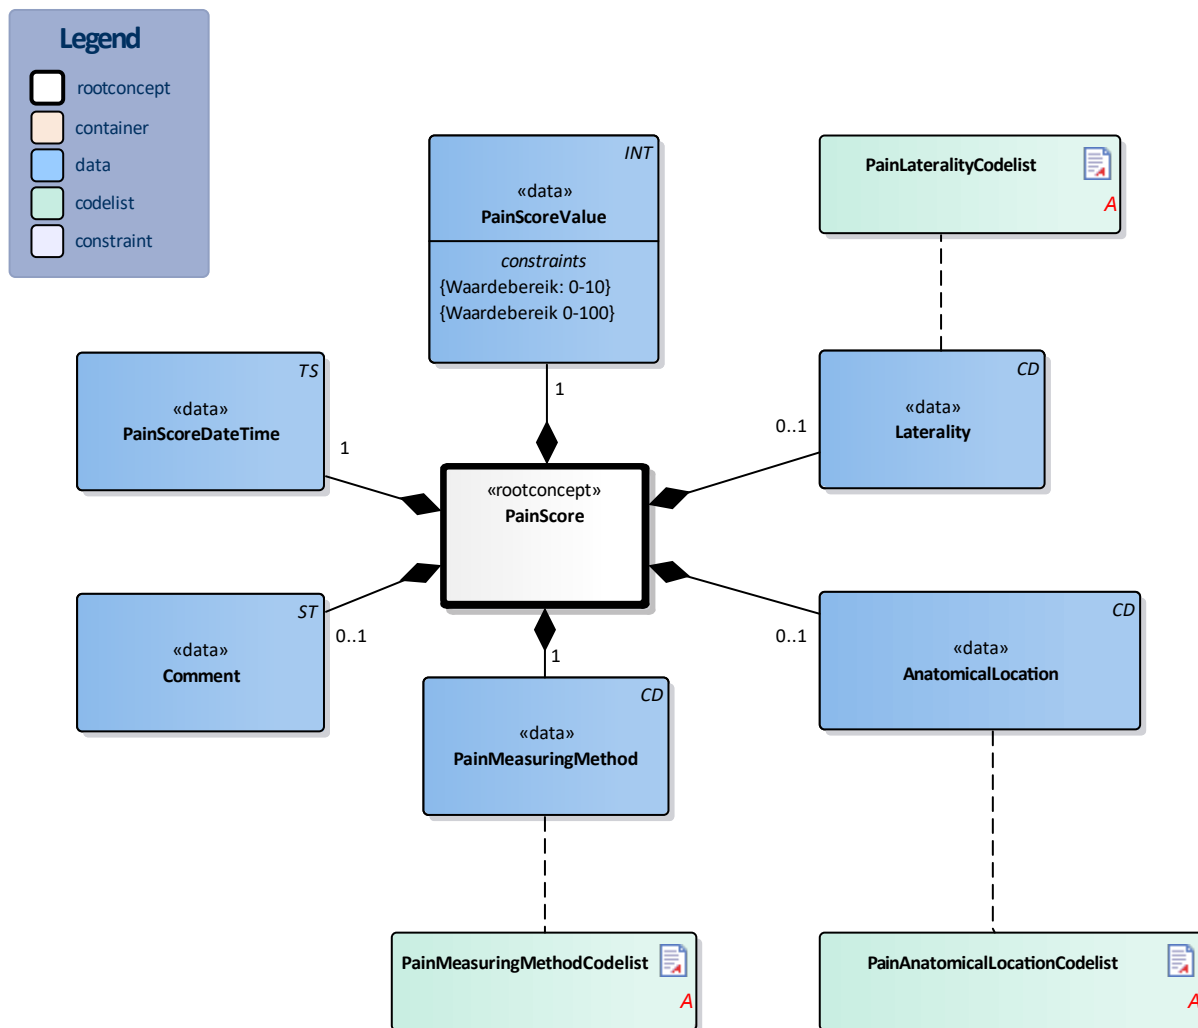 Legend
rootconcept
container
data
codelist
constraint
INT
«data»
PainScoreValue
constraints
{Waardebereik: 0-10}
{Waardebereik 0-100}
1
PainLateralityCodelist
A
TS
«data»
PainScoreDateTime
1
CD
«data»
Laterality
0..1
«rootconcept»
PainScore
ST
«data»
Comment
0..1
CD
«data»
AnatomicalLocation
0..1
1
CD
«data»
PainMeasuringMethod
PainMeasuringMethodCodelist
A
PainAnatomicalLocationCodelist
A